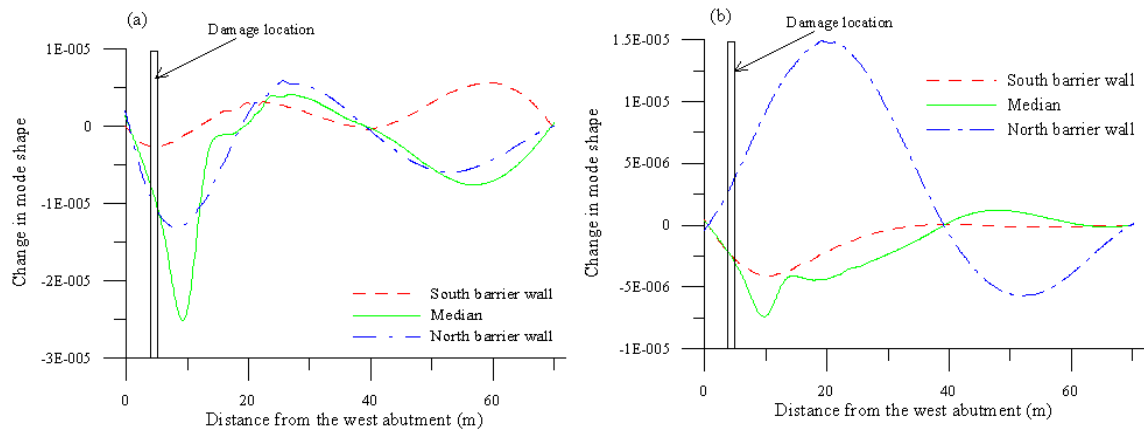 (a)
Damage location
1E-005
0
-1E-005
-2E-005
-3E-005
Change in mode shape
South barrier wall
Median
North barrier wall
0 20 40 60
Distance from the west abutment (m)
(b)
Damage location
1.5E-005
1E-005
5E-006
0
-5E-006
-1E-005
Change in mode shape
South barrier wall
Median
North barrier wall
0 20 40 60
Distance from the west abutment (m)